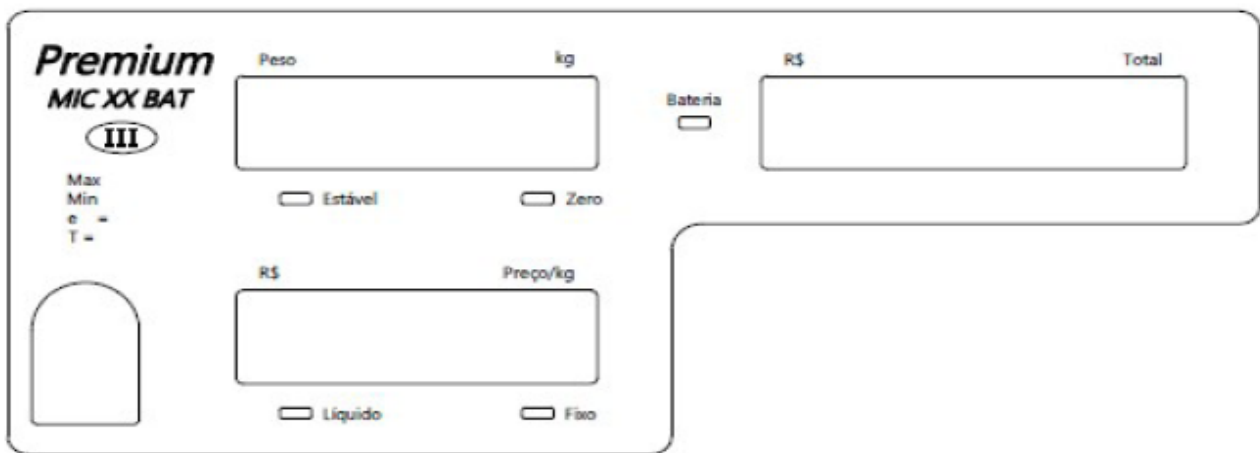 Premium
MIC XX BAT
III
Max
Min
e =
T =
Peso kg
Estável Zero
R$ Preço/kg
Líquido Fixo
Bateria
R$ Total